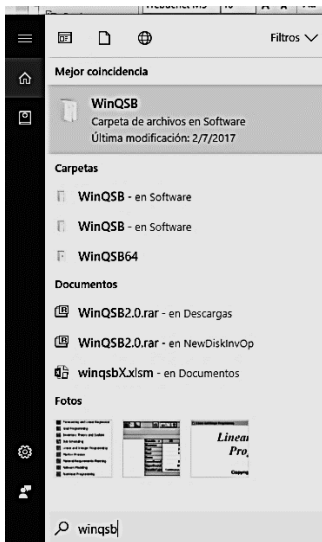 Filtros
Mejor coincidencia
WinQSB
Carpeta de archivos en Software
Última modificación: 2/7/2017
Carpetas
WinQSB - en Software
WinQSB - en Software
WinQSB64
Documentos
WinQSB2.0.rar - en Descargas
WinQSB2.0.rar - en NewDiskInvOp
winqsbX.xlsm - en Documentos
Fotos
winqsb